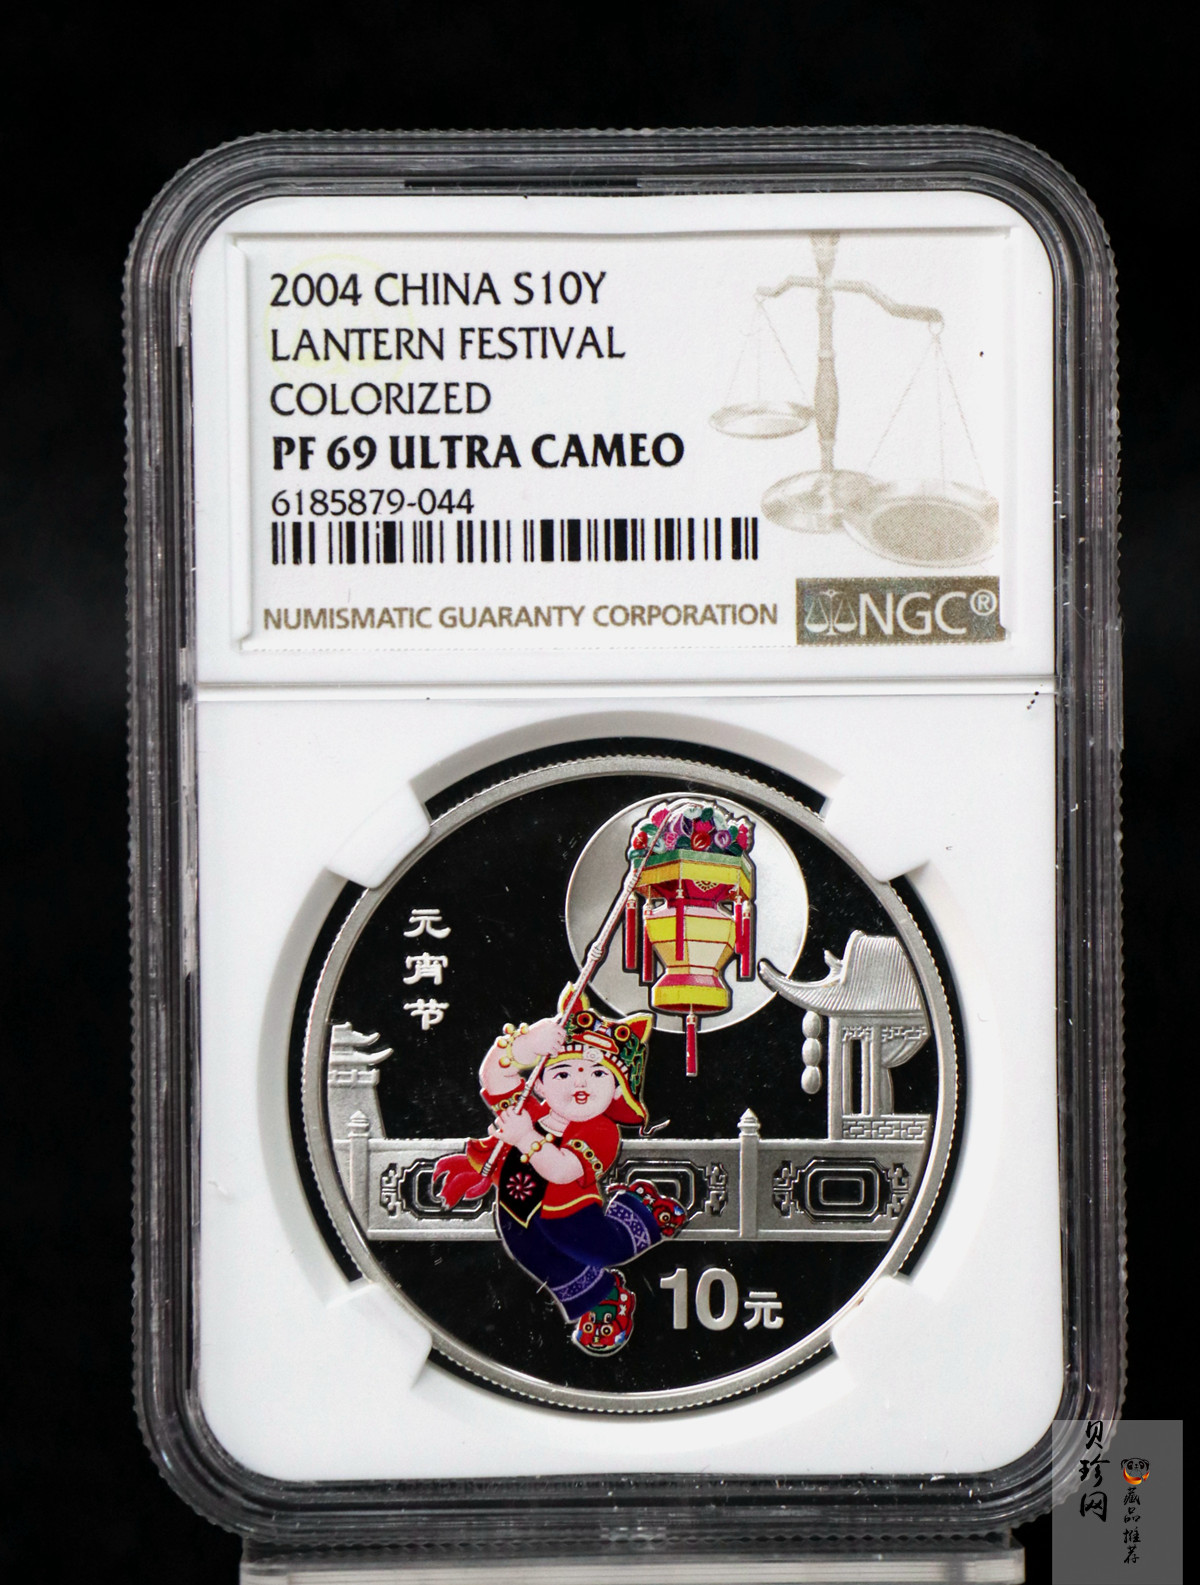 2004 CHINA S10Y
LANTERN FESTIVAL
COLORIZED
PF 69 ULTRA CAMEO
6185879-044
NUMISMATIC GUARANTY CORPORATION
NGC®
元宵节
10元
贝珍网
藏品推荐